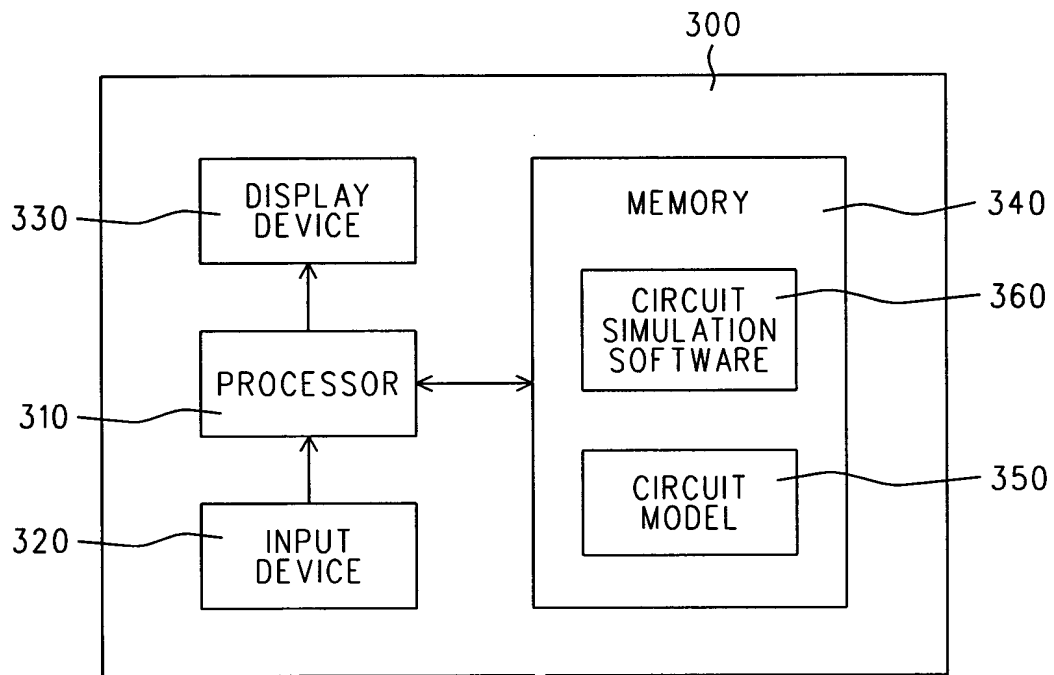 300
DISPLAY
DEVICE
330
MEMORY
340
CIRCUIT
SIMULATION
SOFTWARE
360
PROCESSOR
310
CIRCUIT
MODEL
350
INPUT
DEVICE
320